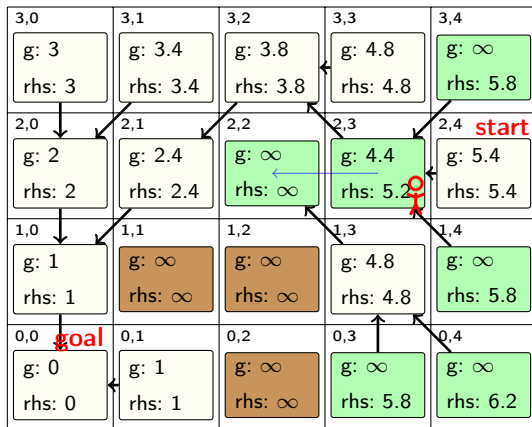 3,0 3,1 3,2 3,3 3,4
g: 3 g: 3.4 g: 3.8 g: 4.8 g: ∞
rhs: 3 rhs: 3.4 rhs: 3.8 rhs: 4.8 rhs: 5.8
2,0 2,1 2,2 2,3 2,4 start
g: 2 g: 2.4 g: ∞ g: 4.4 g: 5.4
rhs: 2 rhs: 2.4 rhs: ∞ rhs: 5.2 rhs: 5.4
1,0 1,1 1,2 1,3 1,4
g: 1 g: ∞ g: ∞ g: 4.8 g: ∞
rhs: 1 rhs: ∞ rhs: ∞ rhs: 4.8 rhs: 5.8
0,0 goal 0,1 0,2 0,3 0,4
g: 0 g: 1 g: ∞ g: ∞ g: ∞
rhs: 0 rhs: 1 rhs: ∞ rhs: 5.8 rhs: 6.2